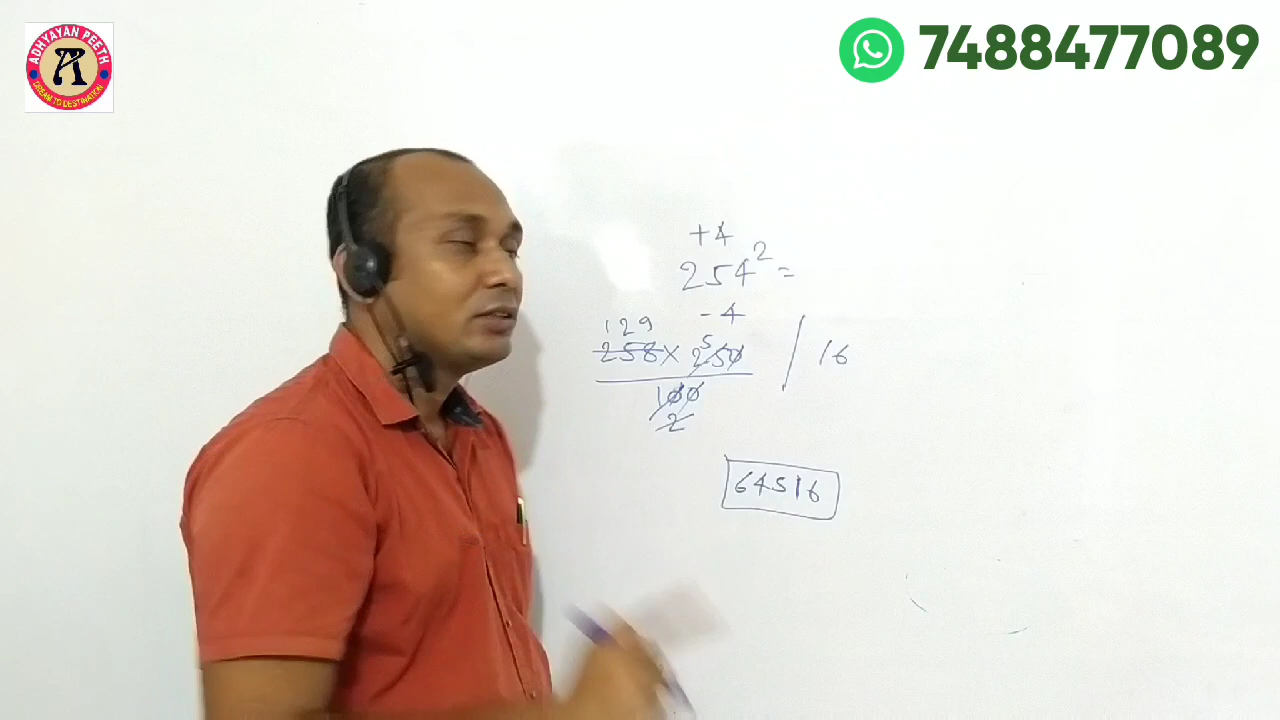 ADHYAYAN PEETH
A
DREAM TO DESTINATION
7488477089
+4
254² =
-4
129 5
258 × 250 / 16
100
2
64516